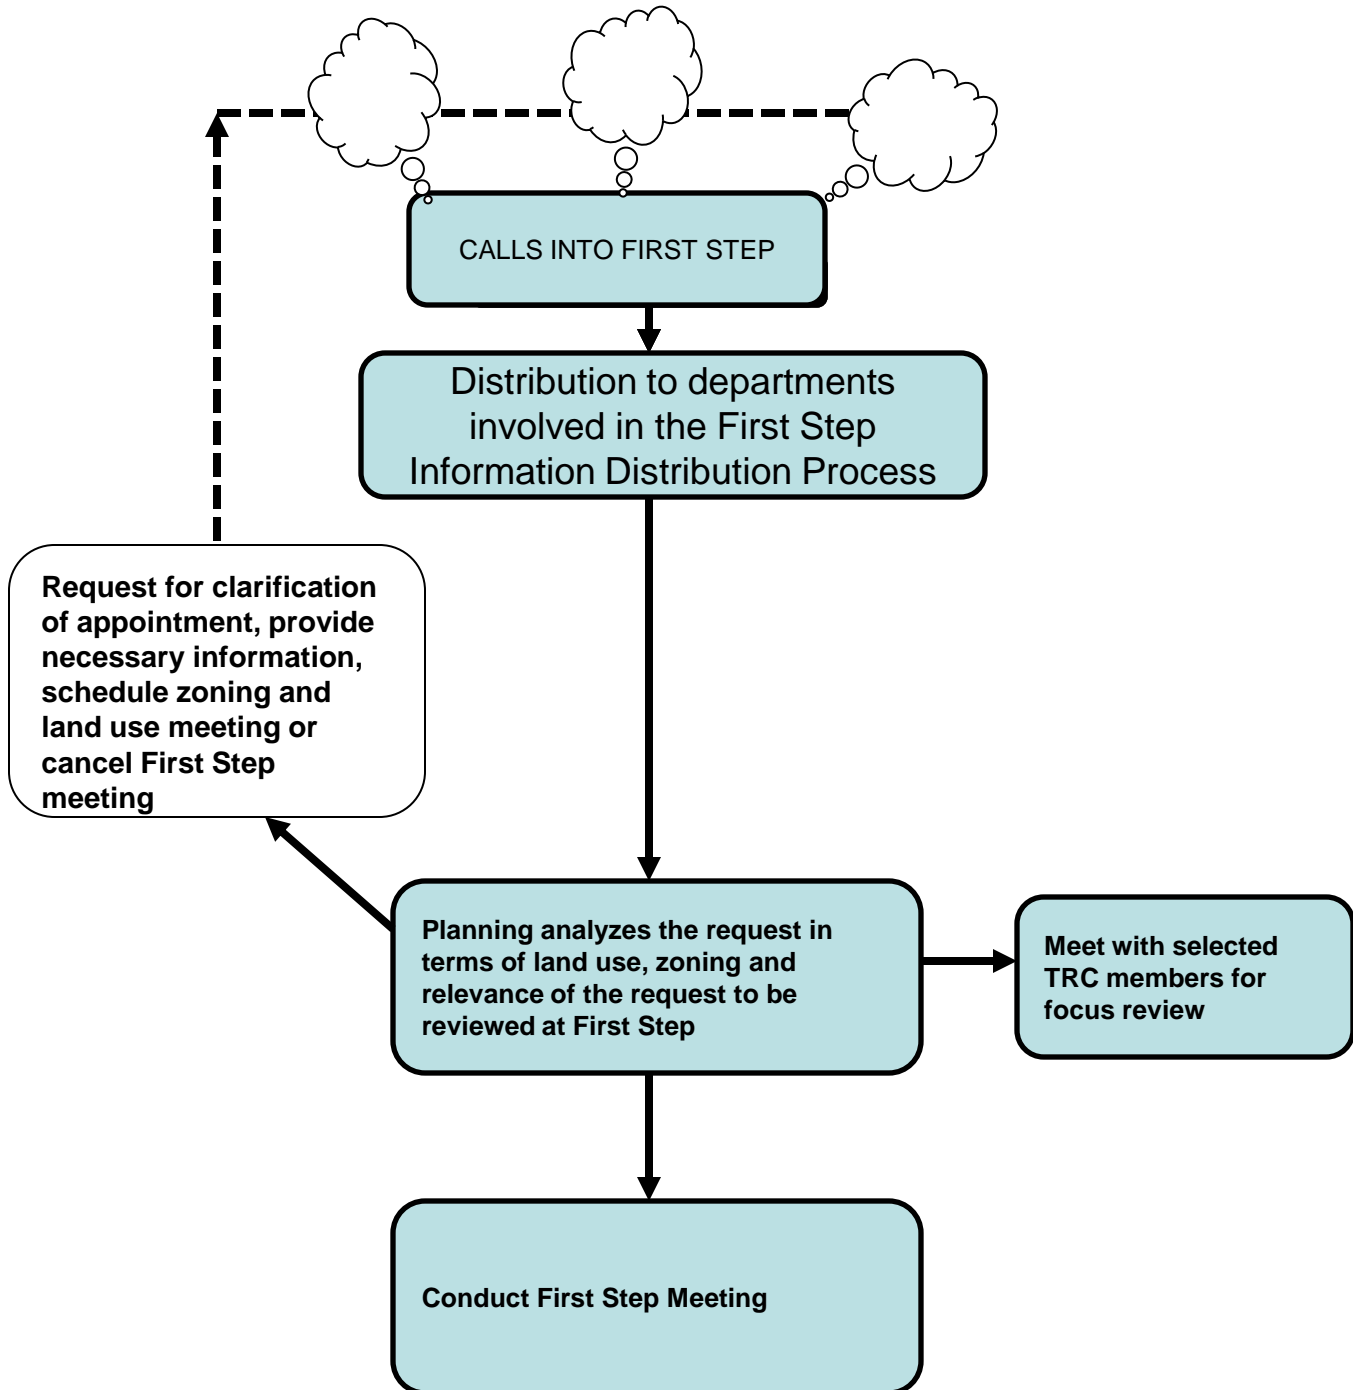 CALLS INTO FIRST STEP
Distribution to departments
involved in the First Step
Information Distribution Process
Request for clarification
of appointment, provide
necessary information,
schedule zoning and
land use meeting or
cancel First Step
meeting
Planning analyzes the request in
terms of land use, zoning and
relevance of the request to be
reviewed at First Step
Meet with selected
TRC members for
focus review
Conduct First Step Meeting